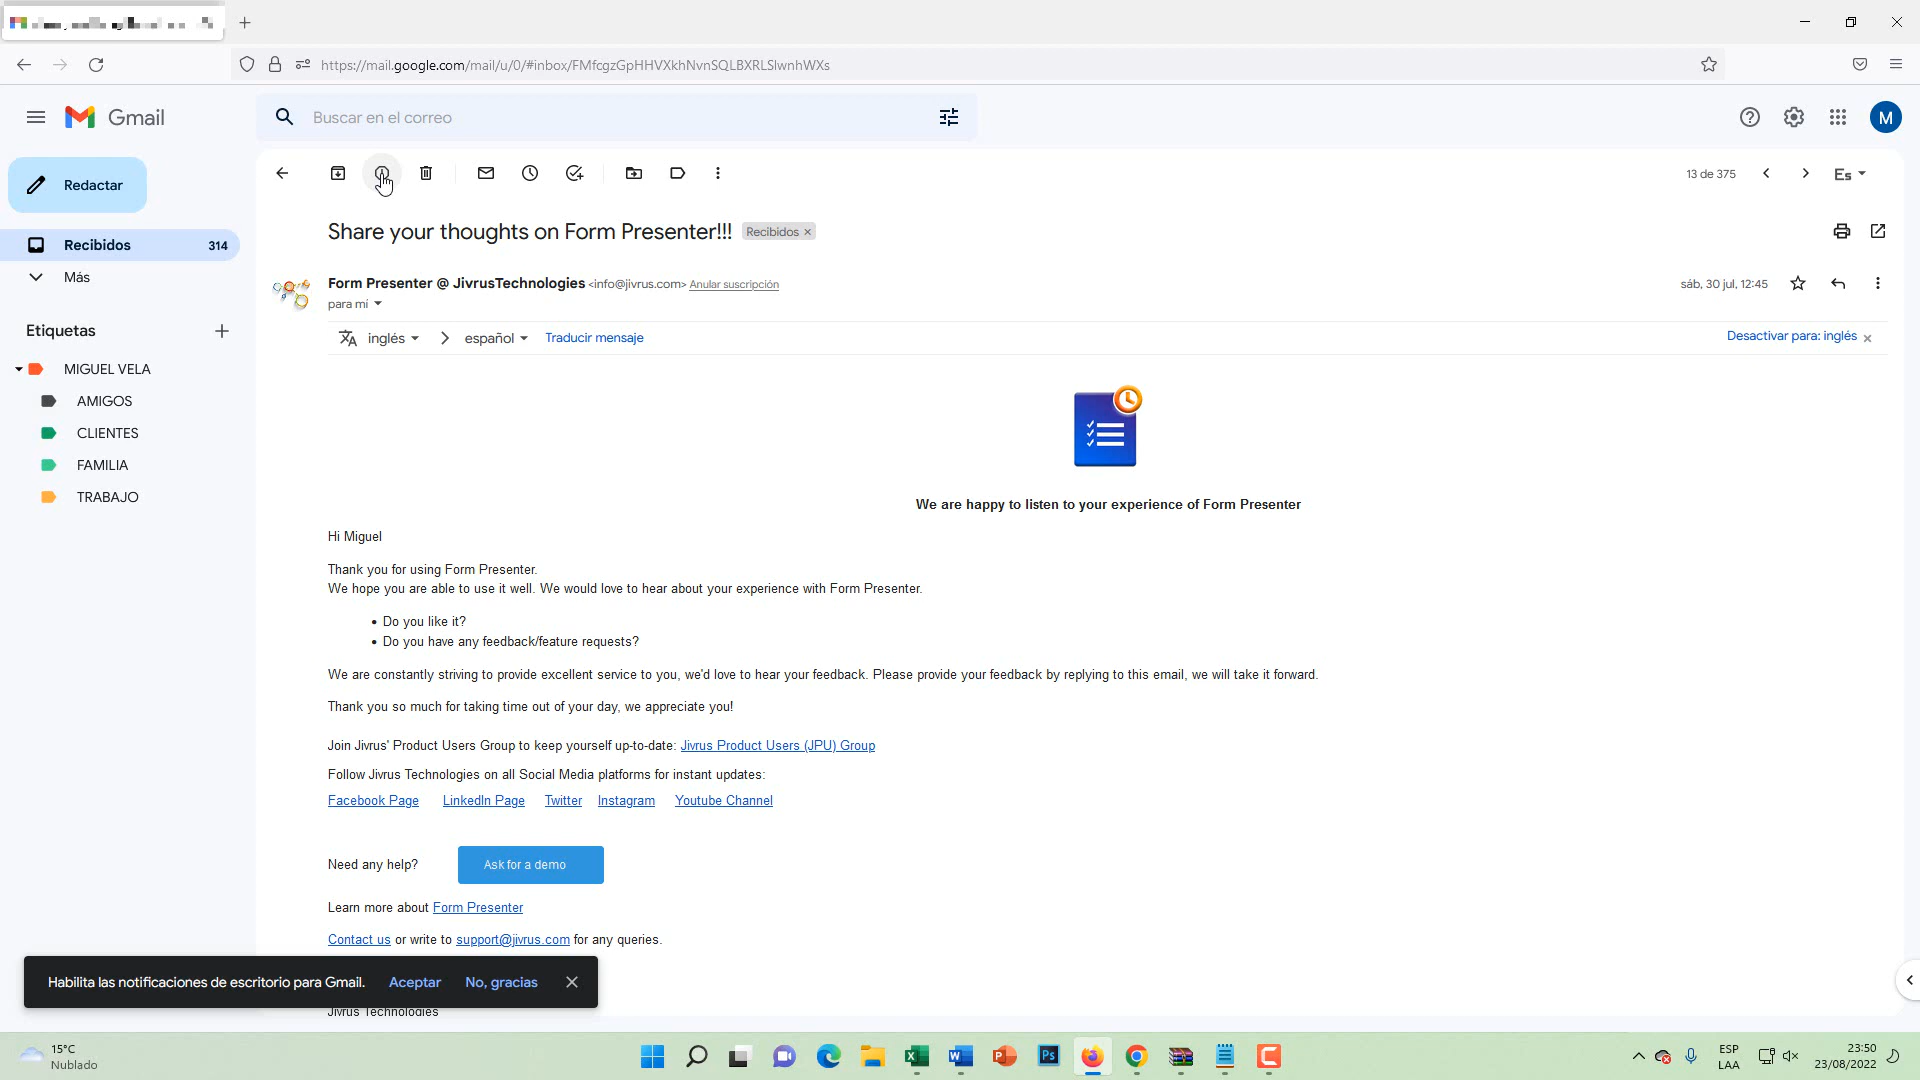 https://mail.google.com/mail/u/0/#inbox/FMfcgzGpHHVXkhNvnSQLBXRLSlwnhWXs
Gmail
Buscar en el correo
M
Redactar
13 de 375
Es
Recibidos 314
Más
Share your thoughts on Form Presenter!!! Recibidos ×
Form Presenter @ JivrusTechnologies <info@jivrus.com> Anular suscripción
sáb, 30 jul, 12:45
para mí
Etiquetas
inglés > español Traducir mensaje
Desactivar para: inglés ×
MIGUEL VELA
AMIGOS
CLIENTES
FAMILIA
TRABAJO
We are happy to listen to your experience of Form Presenter
Hi Miguel
Thank you for using Form Presenter.
We hope you are able to use it well. We would love to hear about your experience with Form Presenter.
• Do you like it?
• Do you have any feedback/feature requests?
We are constantly striving to provide excellent service to you, we'd love to hear your feedback. Please provide your feedback by replying to this email, we will take it forward.
Thank you so much for taking time out of your day, we appreciate you!
Join Jivrus' Product Users Group to keep yourself up-to-date: Jivrus Product Users (JPU) Group
Follow Jivrus Technologies on all Social Media platforms for instant updates:
Facebook Page LinkedIn Page Twitter Instagram Youtube Channel
Need any help? Ask for a demo
Learn more about Form Presenter
Contact us or write to support@jivrus.com for any queries.
Habilita las notificaciones de escritorio para Gmail. Aceptar No, gracias
Jivrus Technologies
15°C
Nublado
Ps
ESP
LAA
23:50
23/08/2022